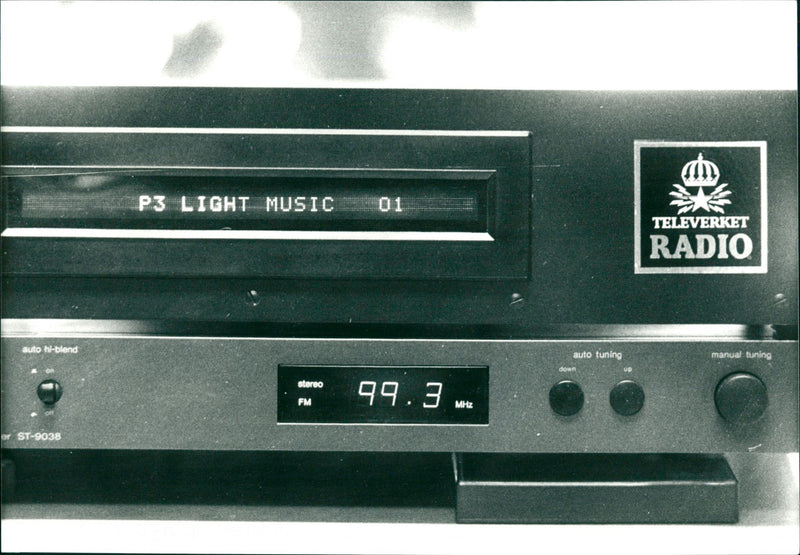 P3 LIGHT MUSIC 01
TELEVERKET
RADIO
auto hi-blend
on
off
er ST-9038
stereo
FM
99.3
MHz
auto tuning
down
up
manual tuning